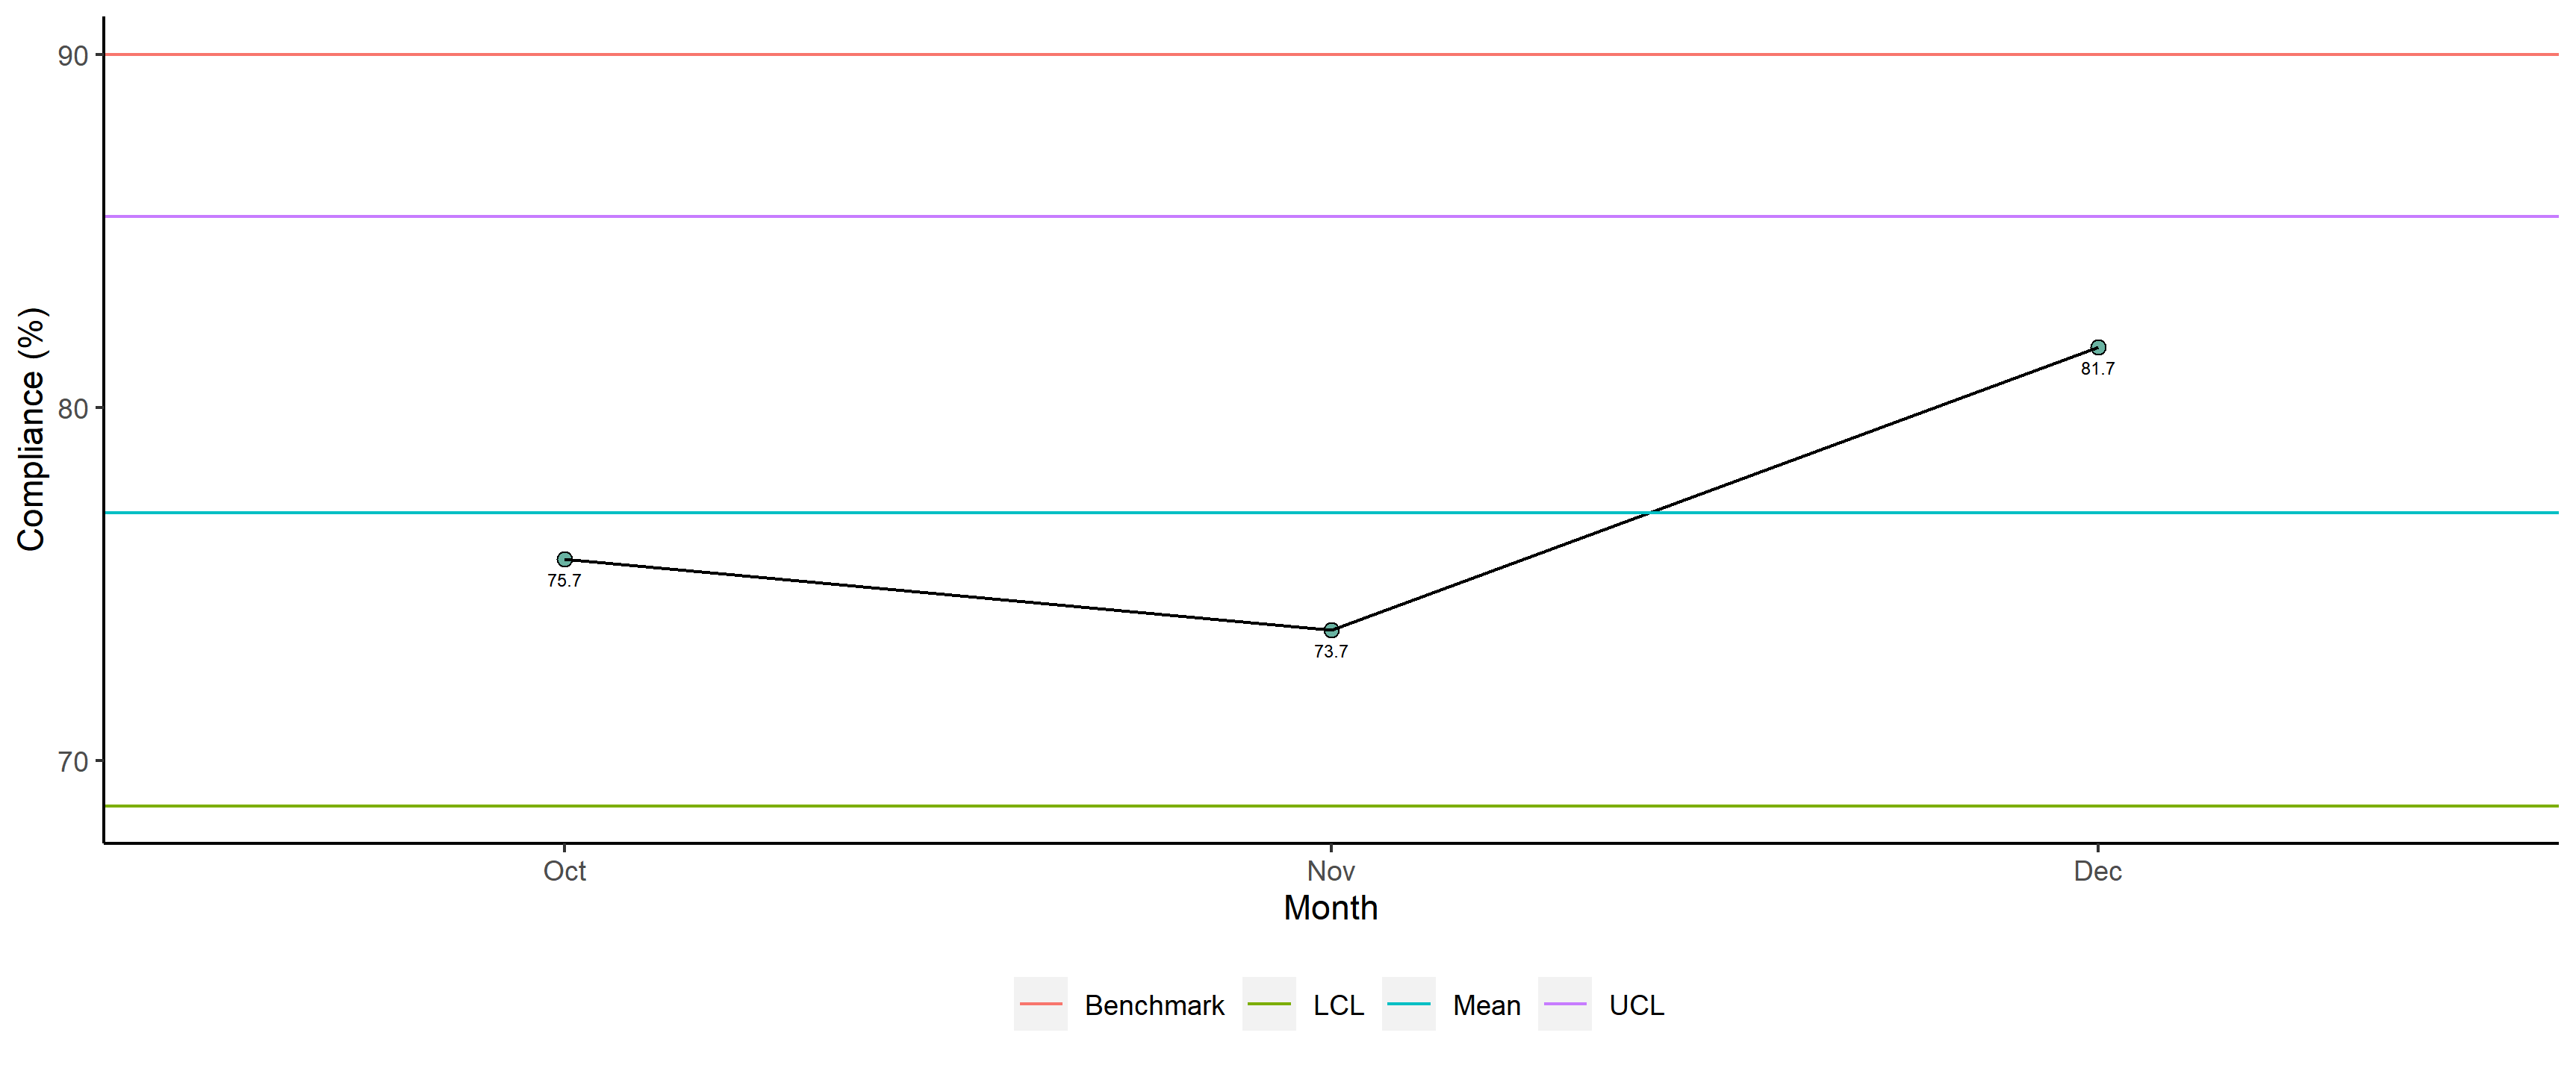 Compliance (%)
90
80
70
75.7
73.7
81.7
Oct Nov Dec
Month
Benchmark LCL Mean UCL